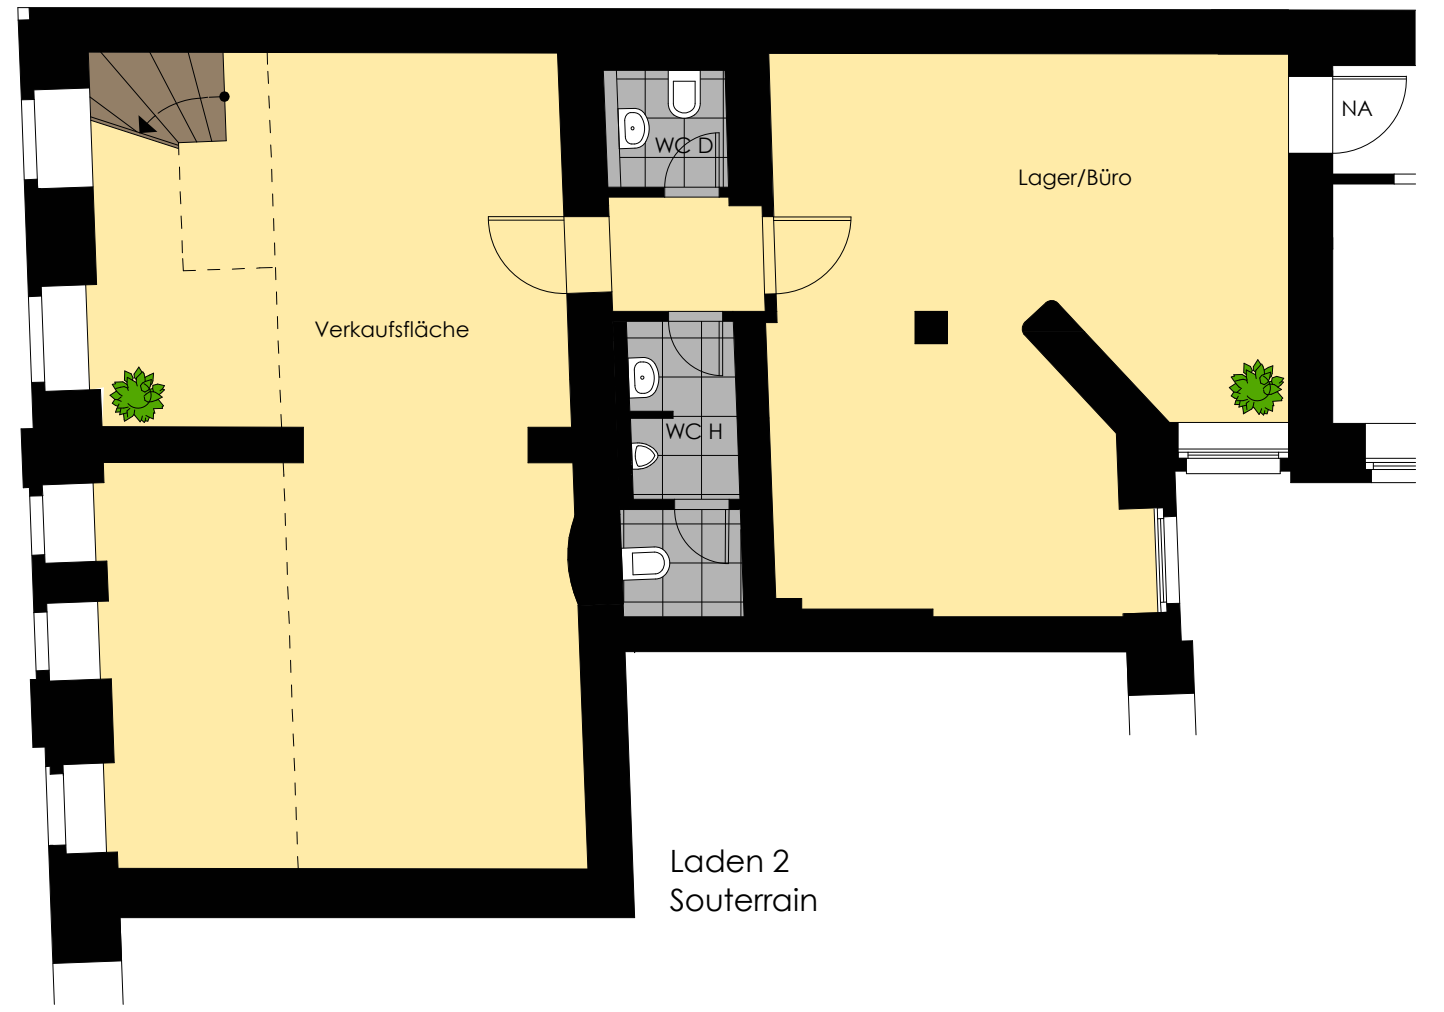 NA
WC D
Lager/Büro
Verkaufsfläche
WC H
Laden 2
Souterrain